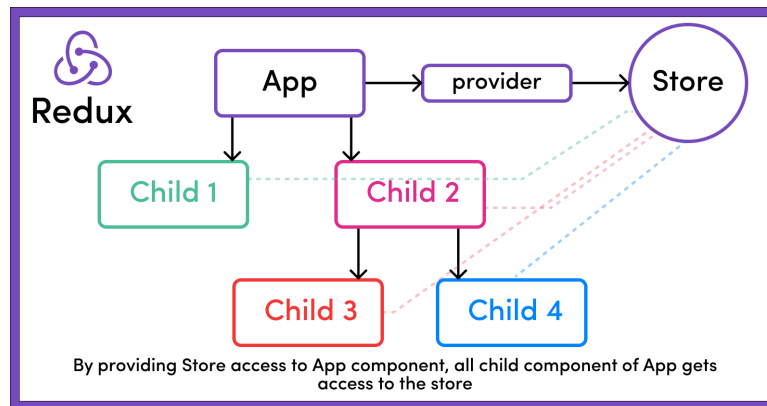 App
provider
Store
Redux
Child 1
Child 2
Child 3
Child 4
By providing Store access to App component, all child component of App gets
access to the store